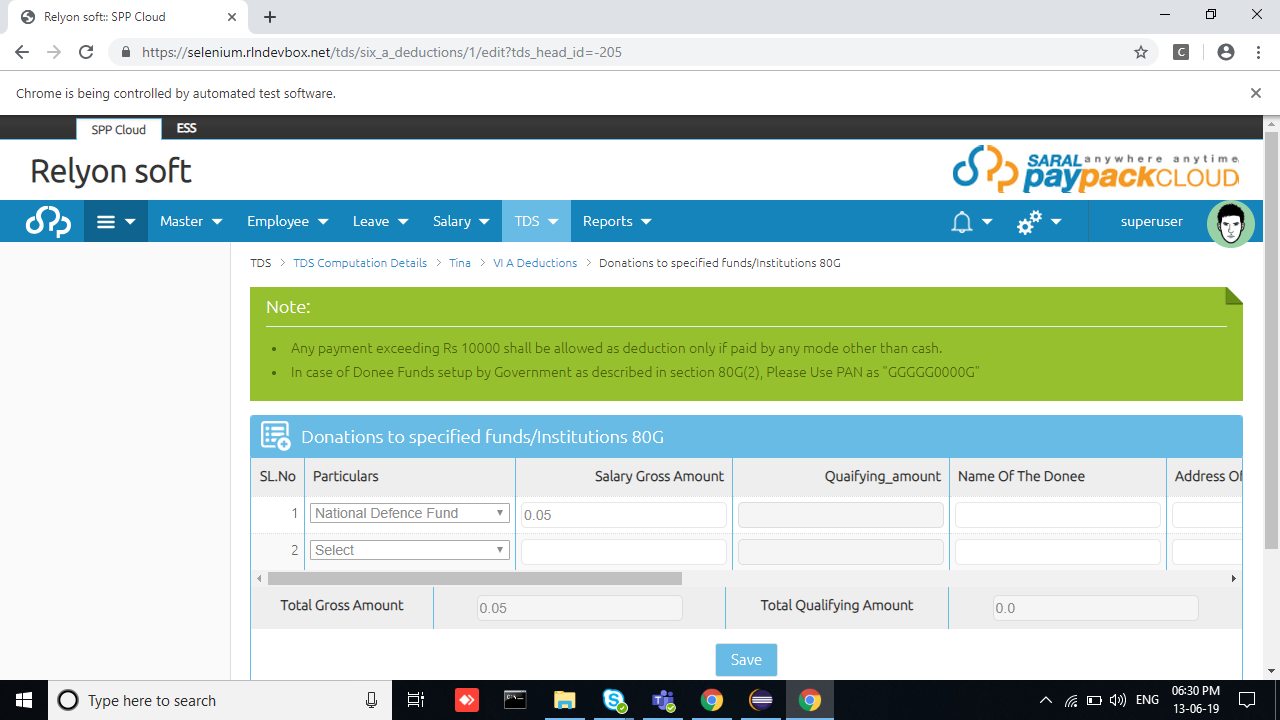 Relyon soft:: SPP Cloud
https://selenium.rlndevbox.net/tds/six_a_deductions/1/edit?tds_head_id=-205
C
Chrome is being controlled by automated test software.
SPP Cloud ESS
Relyon soft
SARAL anywhere anytime
paypackCLOUD
Master Employee Leave Salary TDS Reports superuser
TDS > TDS Computation Details > Tina > VI A Deductions > Donations to specified funds/Institutions 80G
Note:
• Any payment exceeding Rs 10000 shall be allowed as deduction only if paid by any mode other than cash.
• In case of Donee Funds setup by Government as described in section 80G(2), Please Use PAN as "GGGGG0000G"
Donations to specified funds/Institutions 80G
SL.No Particulars Salary Gross Amount Quaifying_amount Name Of The Donee Address Of
1 National Defence Fund 0.05
2 Select
Total Gross Amount 0.05 Total Qualifying Amount 0.0
Save
Type here to search
ENG
06:30 PM
13-06-19